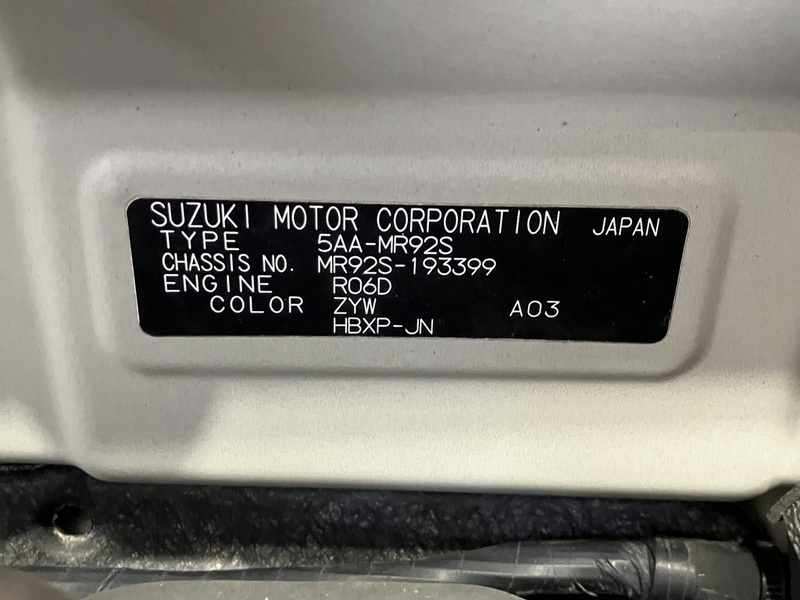 SUZUKI MOTOR CORPORATION JAPAN
TYPE 5AA-MR92S
CHASSIS NO. MR92S-193399
ENGINE R06D
COLOR ZYW A03
HBXP-JN